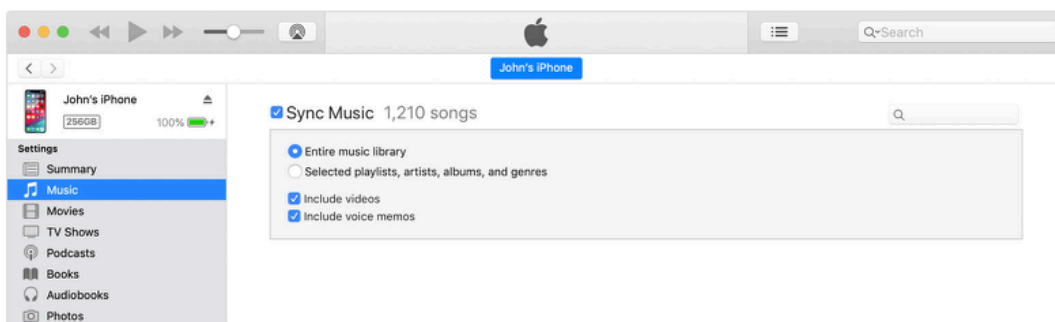 Search
John's iPhone
John's iPhone
256GB
100%
Settings
Summary
Music
Movies
TV Shows
Podcasts
Books
Audiobooks
Photos
Sync Music 1,210 songs
Entire music library
Selected playlists, artists, albums, and genres
Include videos
Include voice memos